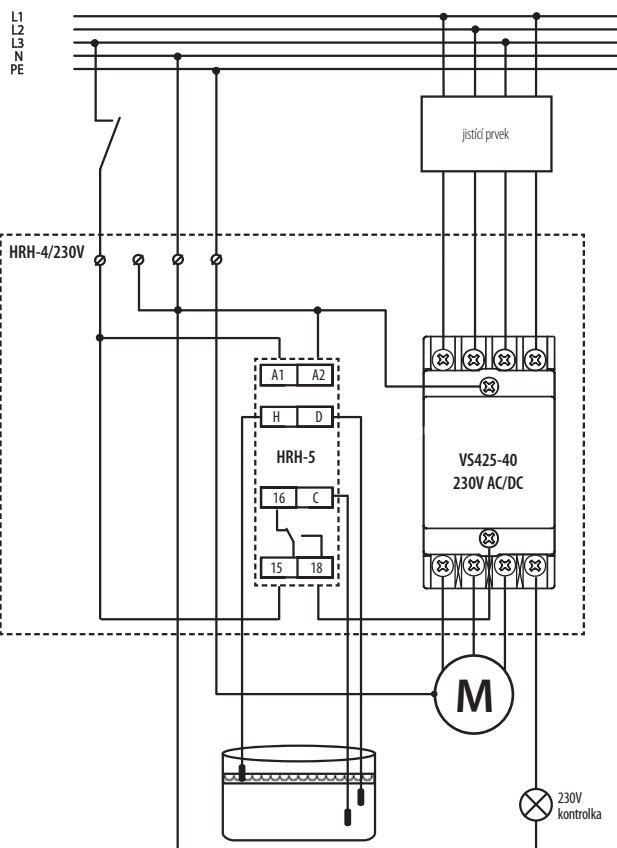 L1
L2
L3
N
PE
jistící prvek
HRH-4/230V
A1 A2
H D
HRH-5
VS425-40
230V AC/DC
16 C
15 18
M
230V
kontrolka